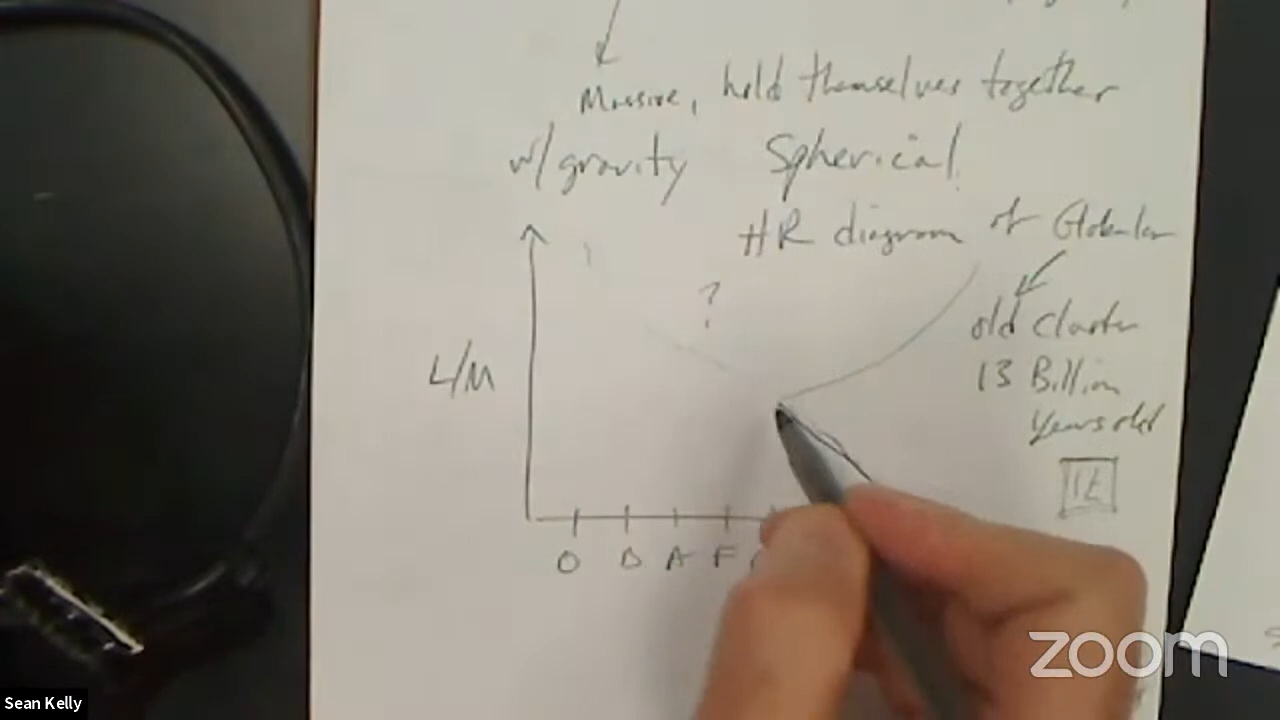 Massive, hold themselves together
w/gravity Spherical
HR diagram of Globular
?
old cluster
L/M
13 Billion
Years old
17
O B A F
zoom
Sean Kelly